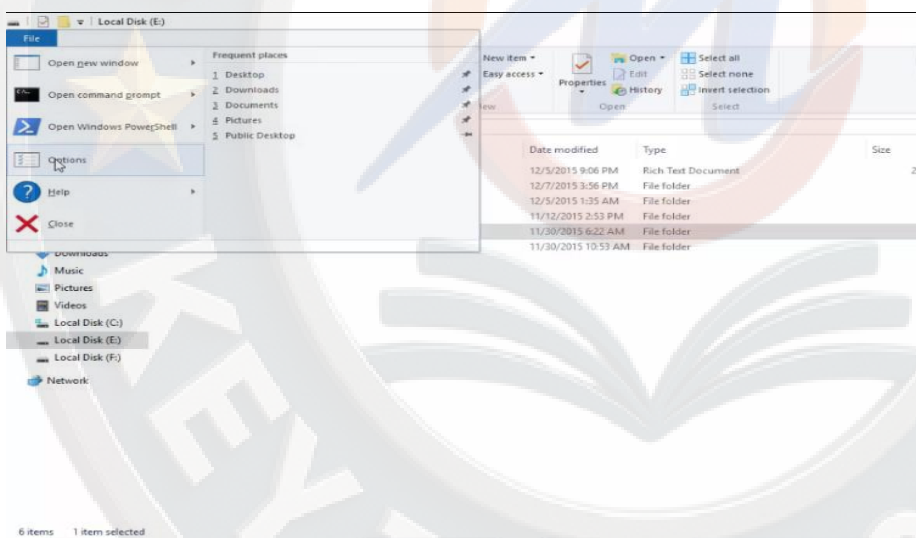 Local Disk (E:)
File
Open new window
Open command prompt
Open Windows PowerShell
Options
Help
Close
Frequent places
1 Desktop
2 Downloads
3 Documents
4 Pictures
5 Public Desktop
New item
Easy access
Properties
Open
Edit
History
Open
Select all
Select none
Invert selection
Select
Date modified Type Size
12/5/2015 9:06 PM Rich Text Document 2
12/7/2015 3:56 PM File folder
12/5/2015 1:35 AM File folder
11/12/2015 2:53 PM File folder
11/30/2015 6:22 AM File folder
11/30/2015 10:53 AM File folder
Downloads
Music
Pictures
Videos
Local Disk (C:)
Local Disk (E:)
Local Disk (F:)
Network
KEY
6 items 1 item selected